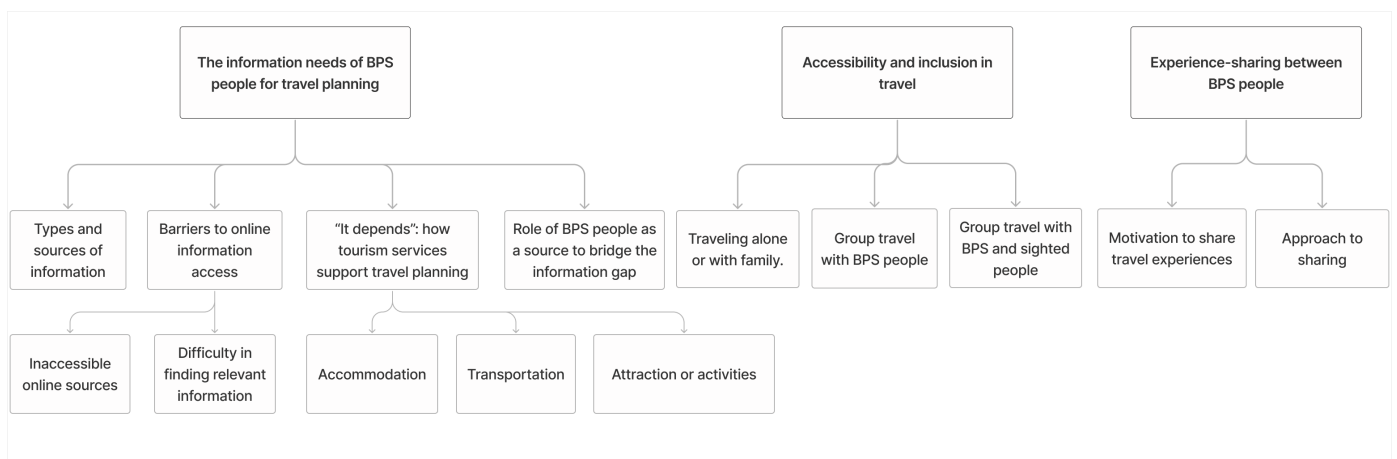 The information needs of BPS
people for travel planning
Accessibility and inclusion in
travel
Experience-sharing between
BPS people
Types and
sources of
information
Barriers to online
information
access
“It depends”: how
tourism services
support travel planning
Role of BPS people as
a source to bridge the
information gap
Traveling alone
or with family.
Group travel
with BPS people
Group travel with
BPS and sighted
people
Motivation to share
travel experiences
Approach to
sharing
Inaccessible
online sources
Difficulty in
finding relevant
information
Accommodation
Transportation
Attraction or activities